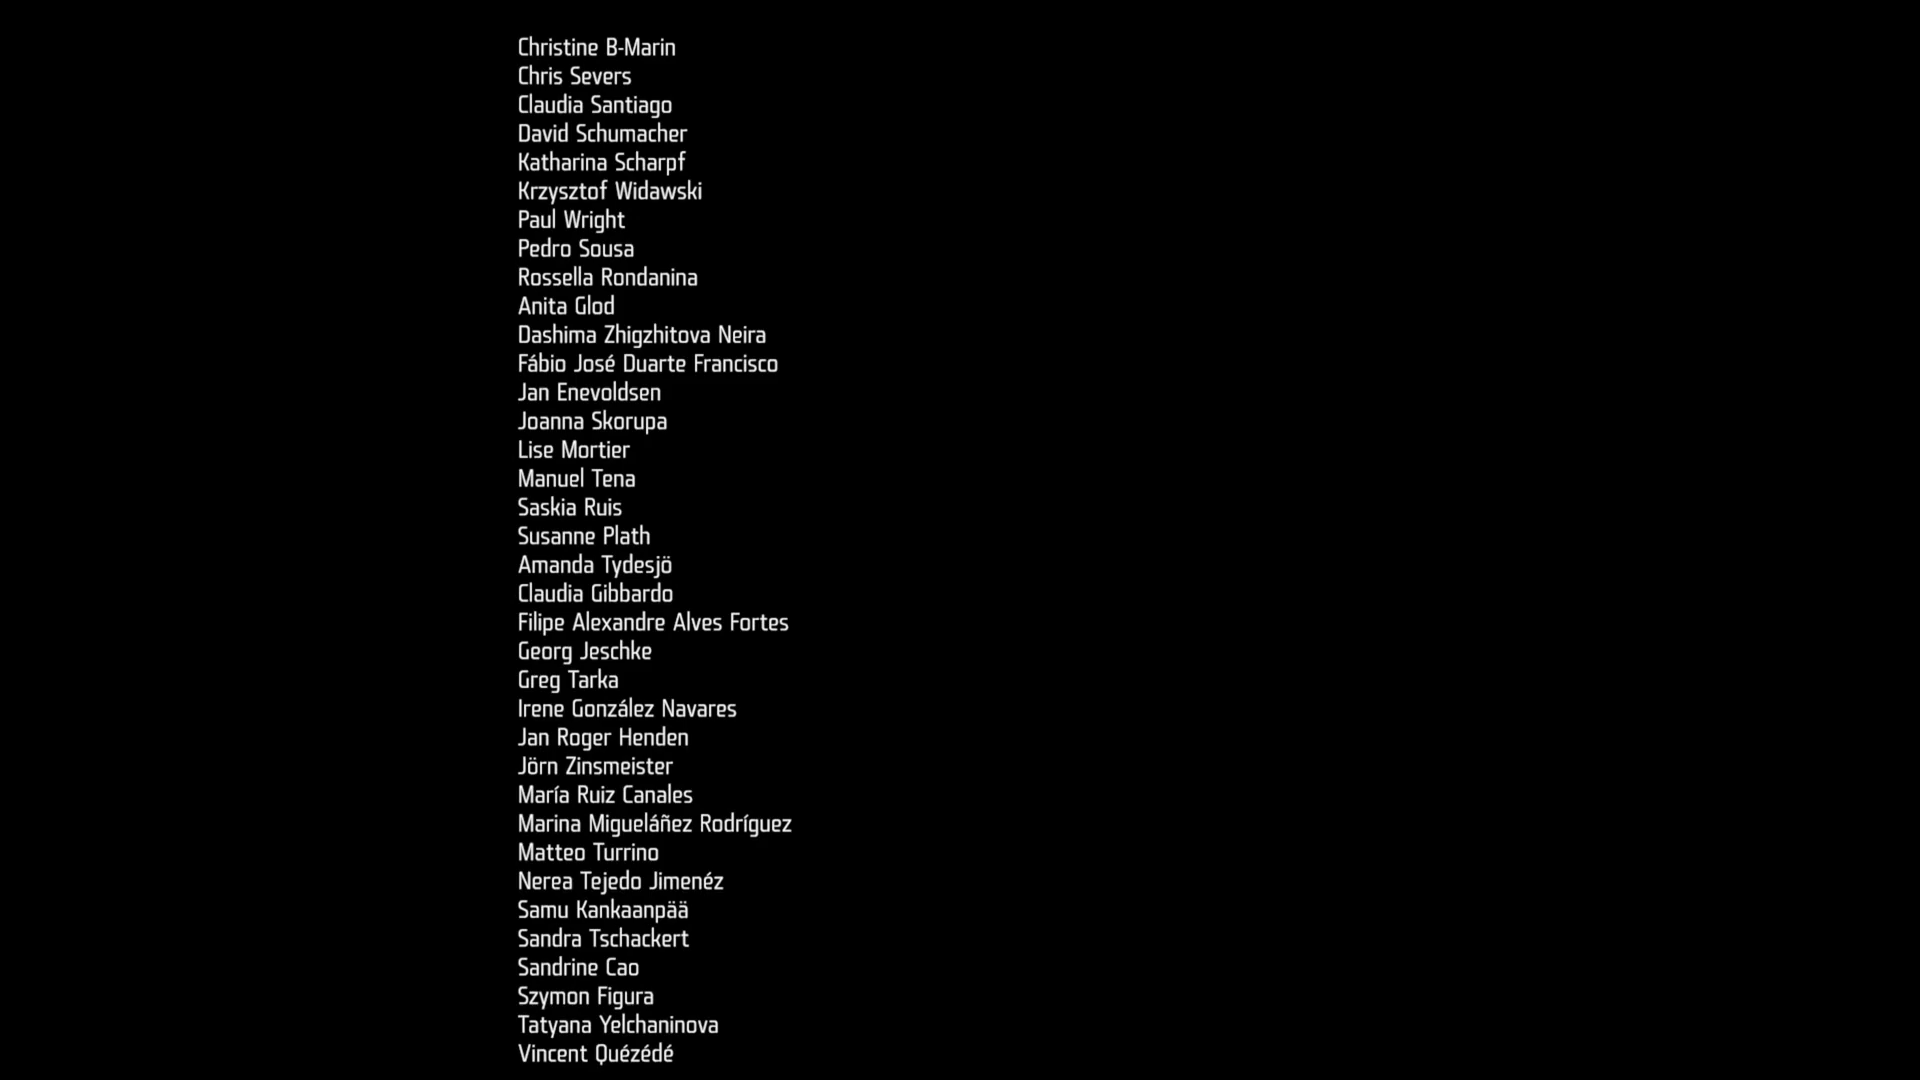 Christine B-Marin
Chris Severs
Claudia Santiago
David Schumacher
Katharina Scharpf
Krzysztof Widawski
Paul Wright
Pedro Sousa
Rossella Rondanina
Anita Glod
Dashima Zhigzhitova Neira
Fábio José Duarte Francisco
Jan Enevoldsen
Joanna Skorupa
Lise Mortier
Manuel Tena
Saskia Ruis
Susanne Plath
Amanda Tydesjö
Claudia Gibbardo
Filipe Alexandre Alves Fortes
Georg Jeschke
Greg Tarka
Irene González Navares
Jan Roger Henden
Jörn Zinsmeister
María Ruiz Canales
Marina Migueláñez Rodríguez
Matteo Turrino
Nerea Tejedo Jimenéz
Samu Kankaanpää
Sandra Tschackert
Sandrine Cao
Szymon Figura
Tatyana Yelchaninova
Vincent Quézédé